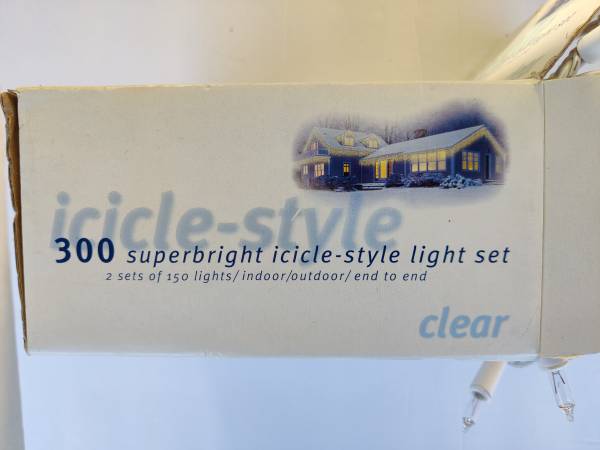 icicle-style
300 superbright icicle-style light set
2 sets of 150 lights/indoor/outdoor/end to end
clear